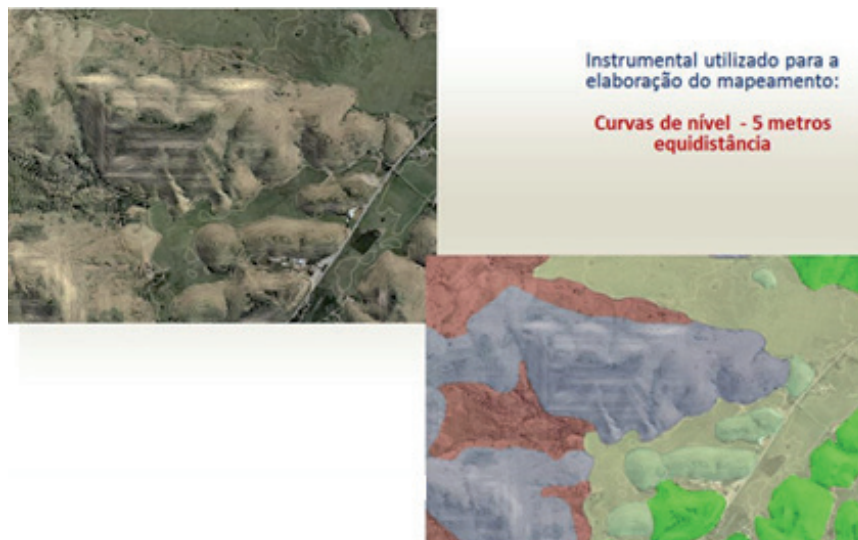 Instrumental utilizado para a
elaboração do mapeamento:
Curvas de nível - 5 metros
equidistância